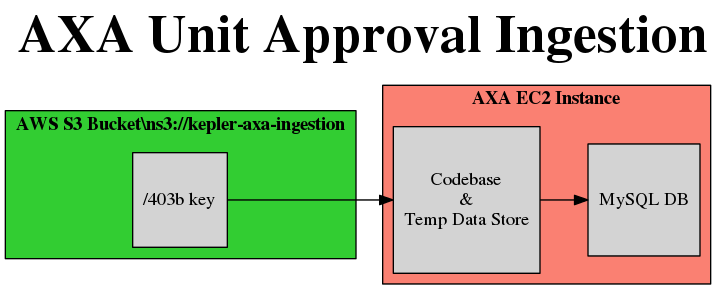 AXA Unit Approval Ingestion
AWS S3 Bucket\ns3://kepler-axa-ingestion
/403b key
AXA EC2 Instance
Codebase
&
Temp Data Store
MySQL DB